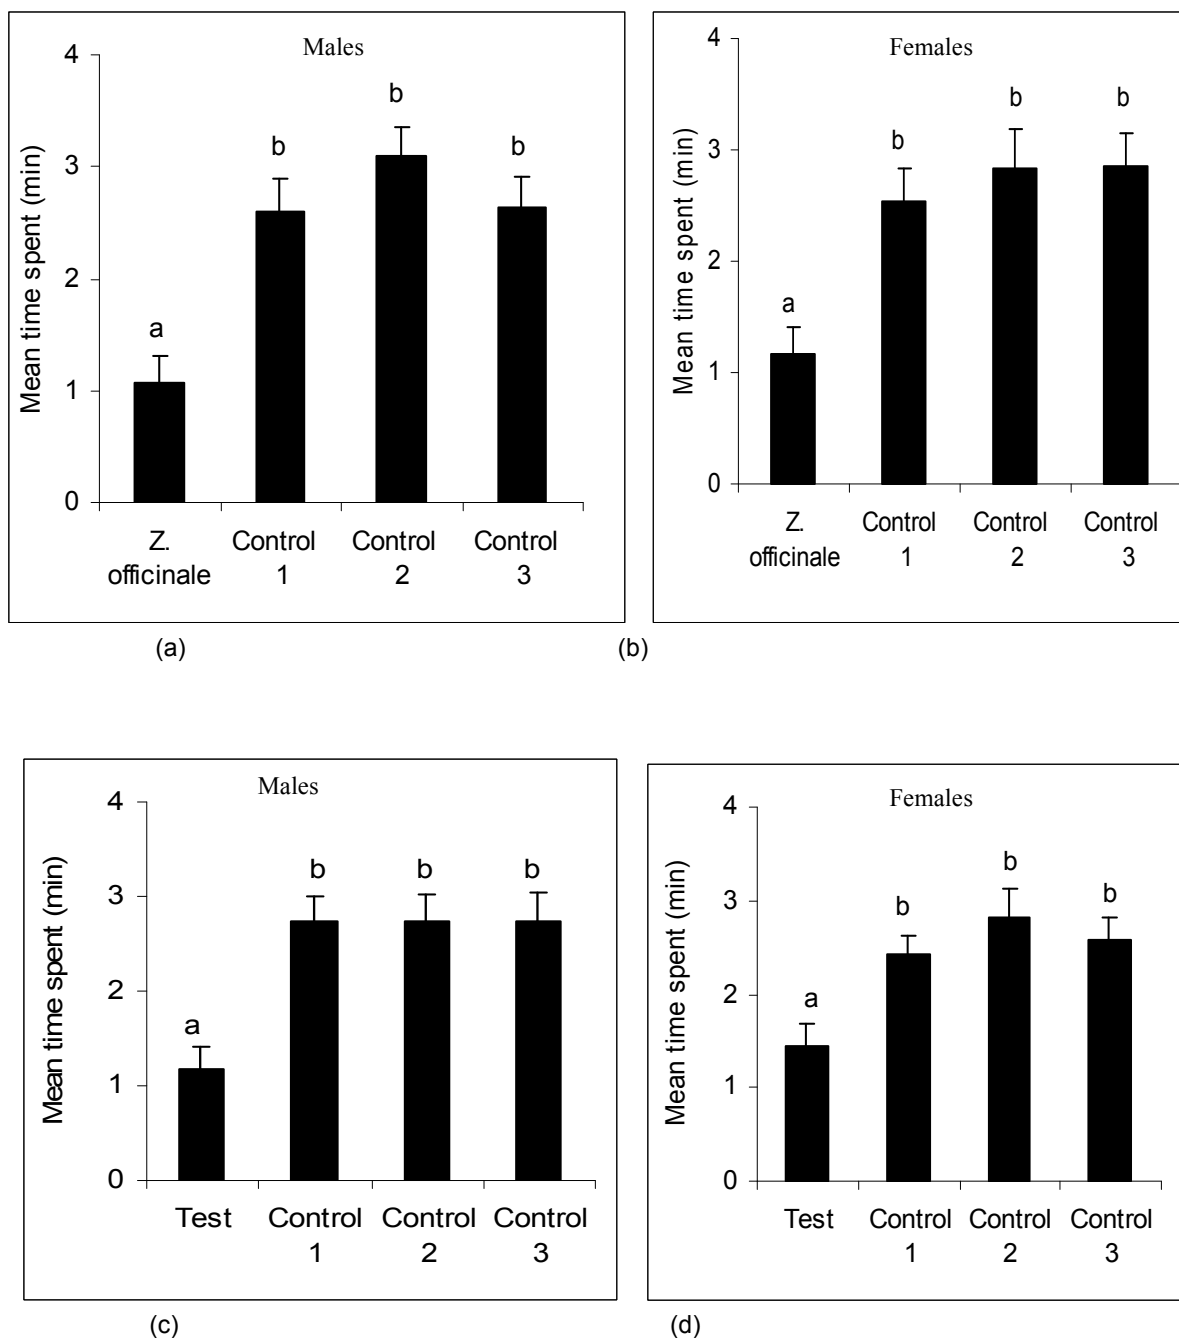 Males
Mean time spent (min)
4
3
2
1
0
a
b
b
b
Z. officinale
Control 1
Control 2
Control 3
(a)
Females
Mean time spent (min)
4
3
2
1
0
a
b
b
b
Z. officinale
Control 1
Control 2
Control 3
(b)
Males
Mean time spent (min)
4
3
2
1
0
a
b
b
b
Test
Control 1
Control 2
Control 3
(c)
Females
Mean time spent (min)
4
3
2
1
0
a
b
b
b
Test
Control 1
Control 2
Control 3
(d)